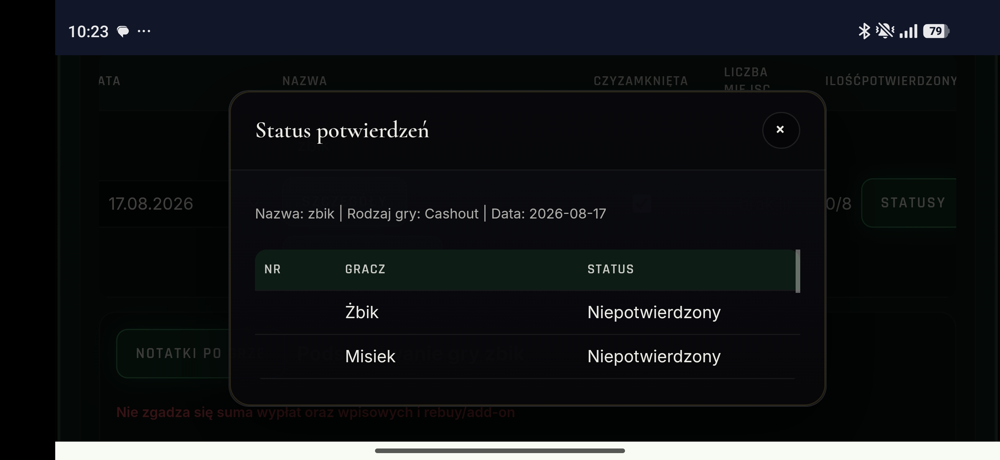 10:23
79
ATA NAZWA CZYZAMKNIĘTA LICZBA MIEJSC ILOŚĆPOTWIERDZONY
Status potwierdzeń
×
17.08.2026
0/8 STATUSY
Nazwa: zbik | Rodzaj gry: Cashout | Data: 2026-08-17
NR GRACZ STATUS
Żbik Niepotwierdzony
Misiek Niepotwierdzony
NOTATKI PO GRZE
Nie zgadza się suma wypłat oraz wpisowych i rebuy/add-on